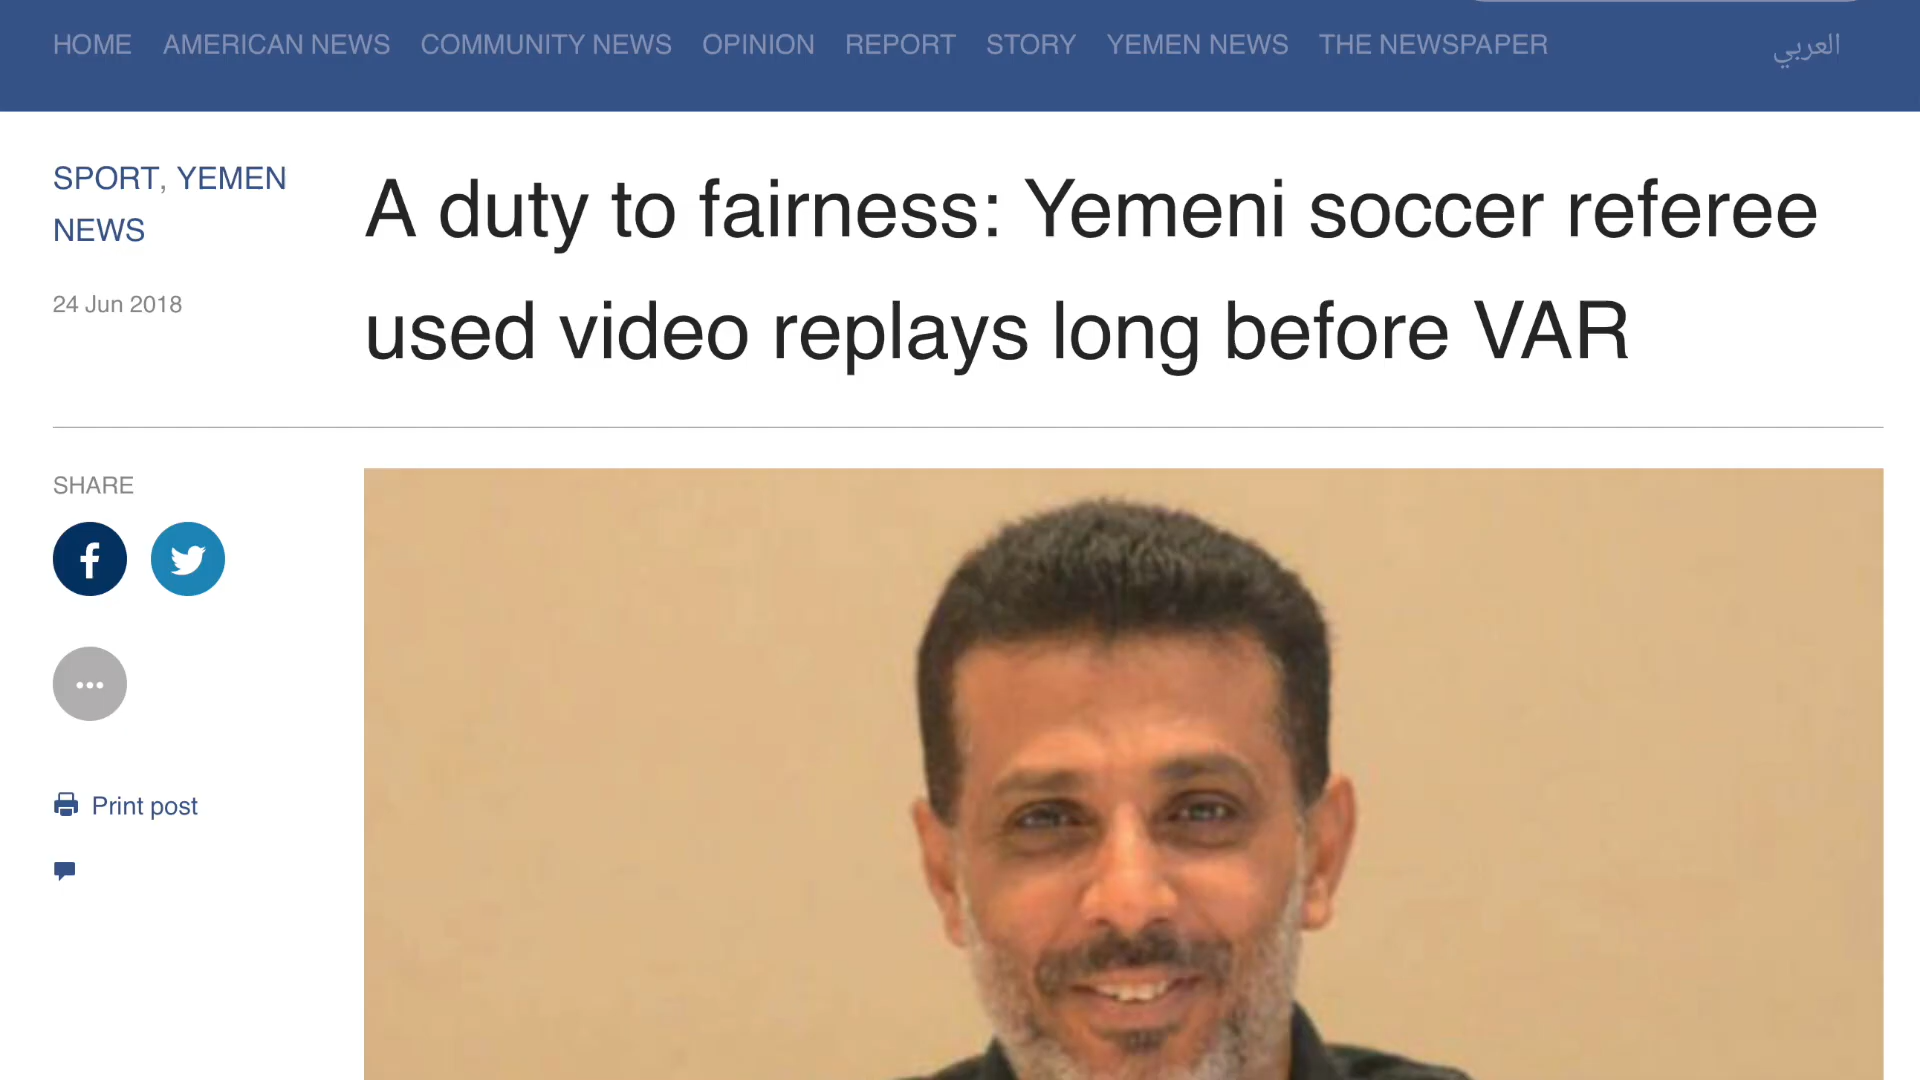 HOME AMERICAN NEWS COMMUNITY NEWS OPINION REPORT STORY YEMEN NEWS THE NEWSPAPER العربي
SPORT, YEMEN
NEWS
24 Jun 2018
A duty to fairness: Yemeni soccer referee
used video replays long before VAR
SHARE
Print post